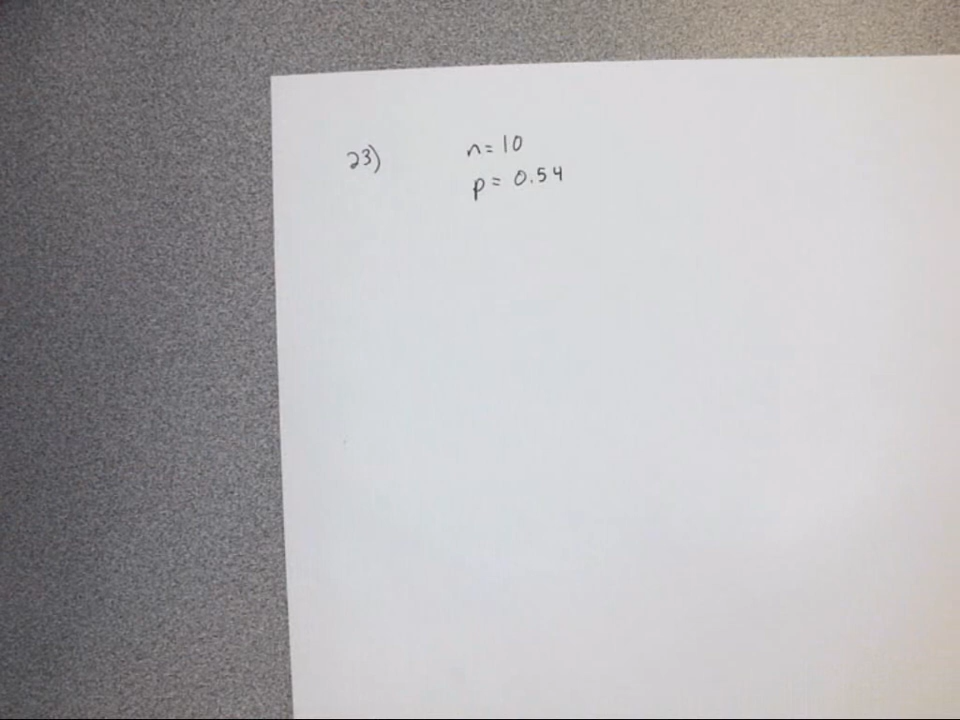 23) n = 10
p = 0.54